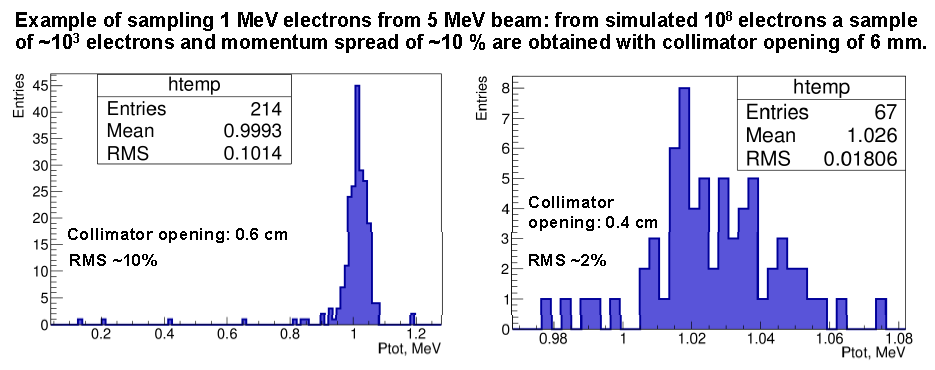 Example of sampling 1 MeV electrons from 5 MeV beam: from simulated 10⁸ electrons a sample
of ~10³ electrons and momentum spread of ~10 % are obtained with collimator opening of 6 mm.
Entries
45
40
35
30
25
20
15
10
5
0
htemp
Entries 214
Mean 0.9993
RMS 0.1014
Collimator opening: 0.6 cm
RMS ~10%
0.2 0.4 0.6 0.8 1 1.2
Ptot, MeV
Entries
8
7
6
5
4
3
2
1
0
htemp
Entries 67
Mean 1.026
RMS 0.01806
Collimator
opening: 0.4 cm
RMS ~2%
0.98 1 1.02 1.04 1.06 1.08
Ptot, MeV